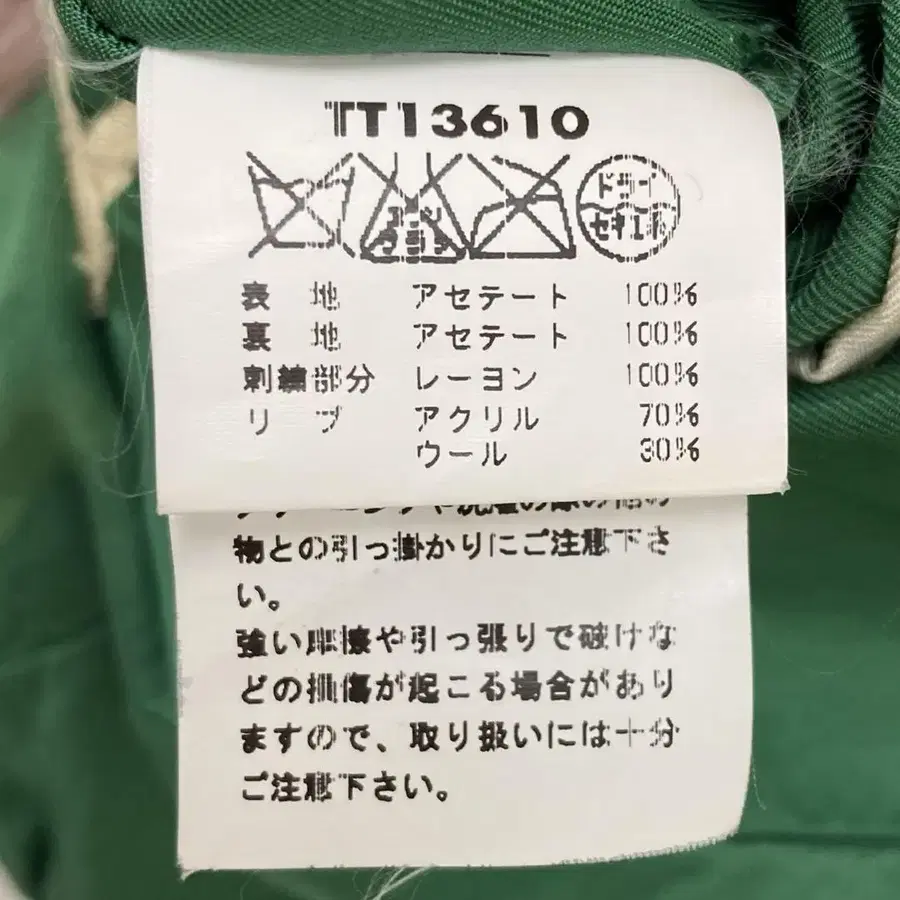 TT13610
ドライ
セキユ系
表 地 アセテート 100%
裏 地 アセテート 100%
刺繍部分 レーヨン 100%
リ ブ アクリル 70%
ウール 30%
物との引っ掛かりにご注意下さ
い。
強い摩擦や引っ張りで破けな
どの損傷が起こる場合があり
ますので、取り扱いには十分
ご注意下さい。